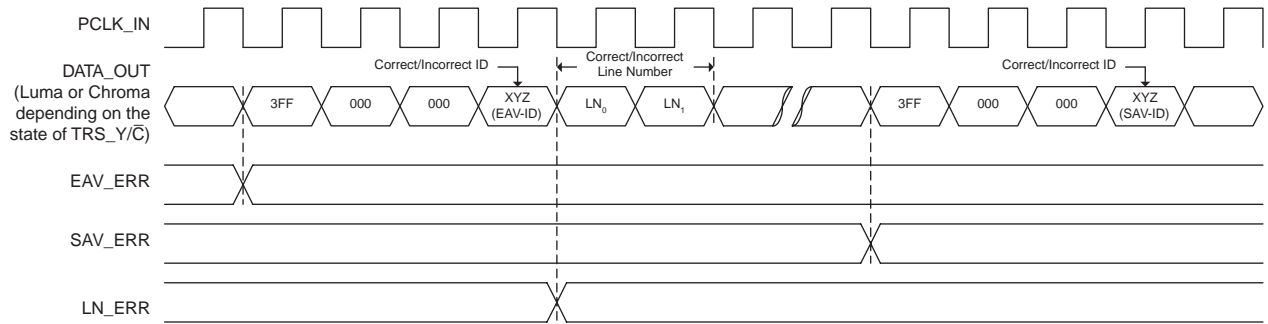 PCLK_IN
Correct/Incorrect ID
Correct/Incorrect
Line Number
Correct/Incorrect ID
DATA_OUT
(Luma or Chroma
depending on the
state of TRS_Y/C̅)
3FF
000
000
XYZ
(EAV-ID)
LN₀
LN₁
3FF
000
000
XYZ
(SAV-ID)
EAV_ERR
SAV_ERR
LN_ERR